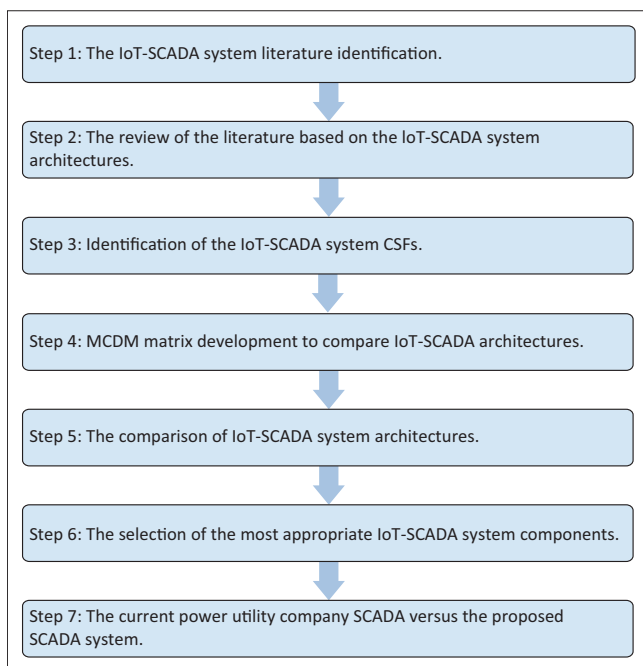 Step 1: The IoT-SCADA system literature identification.
Step 2: The review of the literature based on the IoT-SCADA system
architectures.
Step 3: Identification of the IoT-SCADA system CSFs.
Step 4: MCDM matrix development to compare IoT-SCADA architectures.
Step 5: The comparison of IoT-SCADA system architectures.
Step 6: The selection of the most appropriate IoT-SCADA system components.
Step 7: The current power utility company SCADA versus the proposed
SCADA system.